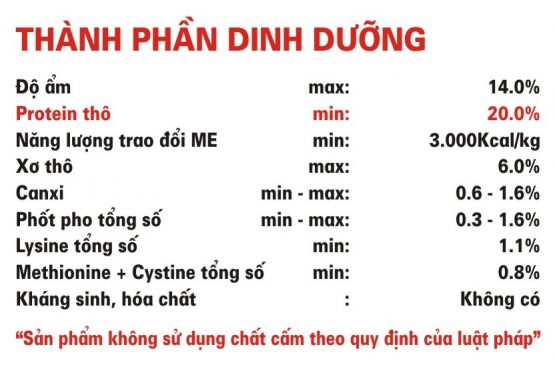 THÀNH PHẦN DINH DƯỠNG
Độ ẩm max: 14.0%
Protein thô min: 20.0%
Năng lượng trao đổi ME min: 3.000Kcal/kg
Xơ thô max: 6.0%
Canxi min - max: 0.6 - 1.6%
Phốt pho tổng số min - max: 0.3 - 1.6%
Lysine tổng số min: 1.1%
Methionine + Cystine tổng số min: 0.8%
Kháng sinh, hóa chất : Không có
“Sản phẩm không sử dụng chất cấm theo quy định của luật pháp”